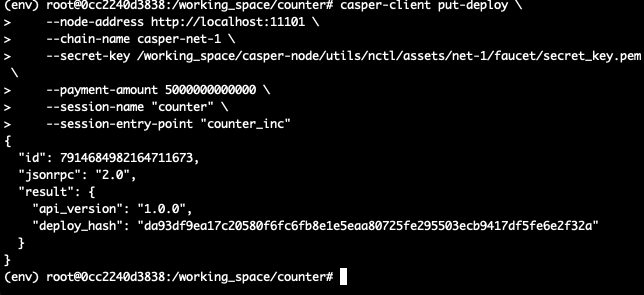 (env) root@0cc2240d3838:/working_space/counter# casper-client put-deploy \
>     --node-address http://localhost:11101 \
>     --chain-name casper-net-1 \
>     --secret-key /working_space/casper-node/utils/nctl/assets/net-1/faucet/secret_key.pem
 \
>     --payment-amount 5000000000000 \
>     --session-name "counter" \
>     --session-entry-point "counter_inc"
{
  "id": 7914684982164711673,
  "jsonrpc": "2.0",
  "result": {
    "api_version": "1.0.0",
    "deploy_hash": "da93df9ea17c20580f6fc6fb8e1e5eaa80725fe295503ecb9417df5fe6e2f32a"
  }
}
(env) root@0cc2240d3838:/working_space/counter#